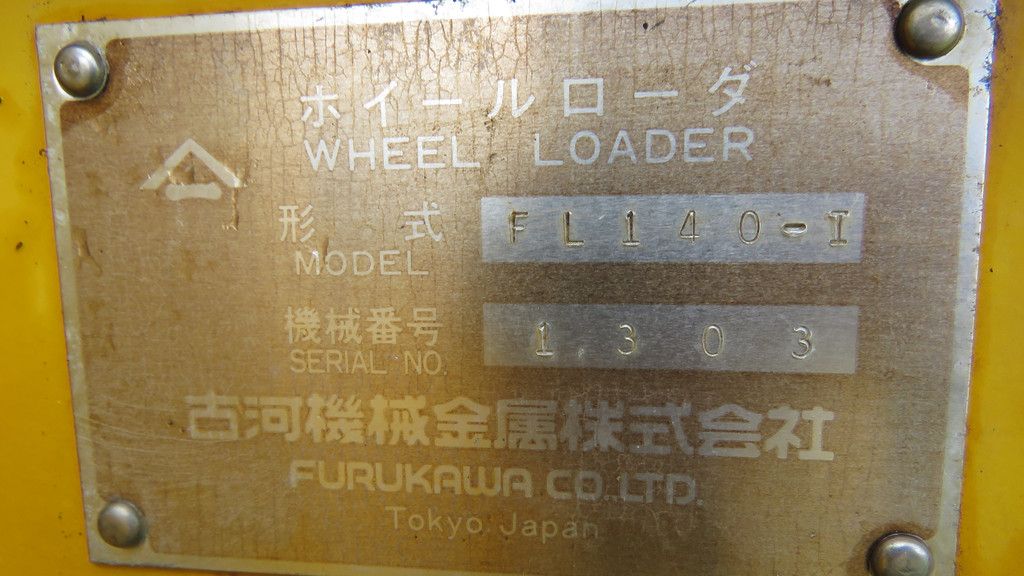 ホイールローダ
WHEEL LOADER
形式 FL140-I
MODEL
機械番号 1303
SERIAL NO.
古河機械金属株式会社
FURUKAWA CO.,LTD.
Tokyo, Japan